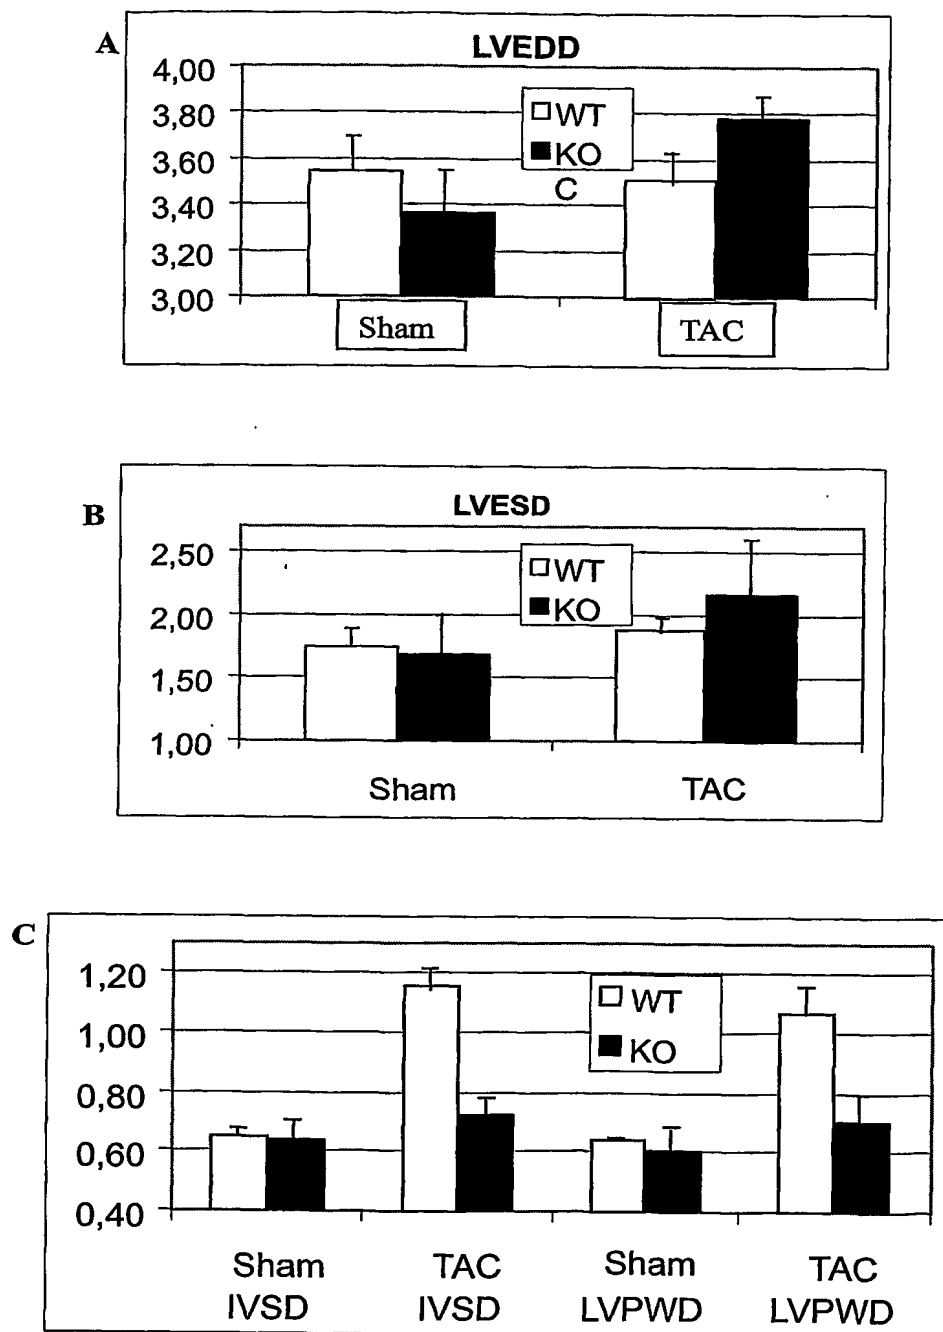 A
LVEDD
4,00
3,80
3,60
3,40
3,20
3,00
WT
KO
C
Sham
TAC
B
LVESD
2,50
2,00
1,50
1,00
WT
KO
Sham
TAC
C
1,20
1,00
0,80
0,60
0,40
WT
KO
Sham
IVSD
TAC
IVSD
Sham
LVPWD
TAC
LVPWD